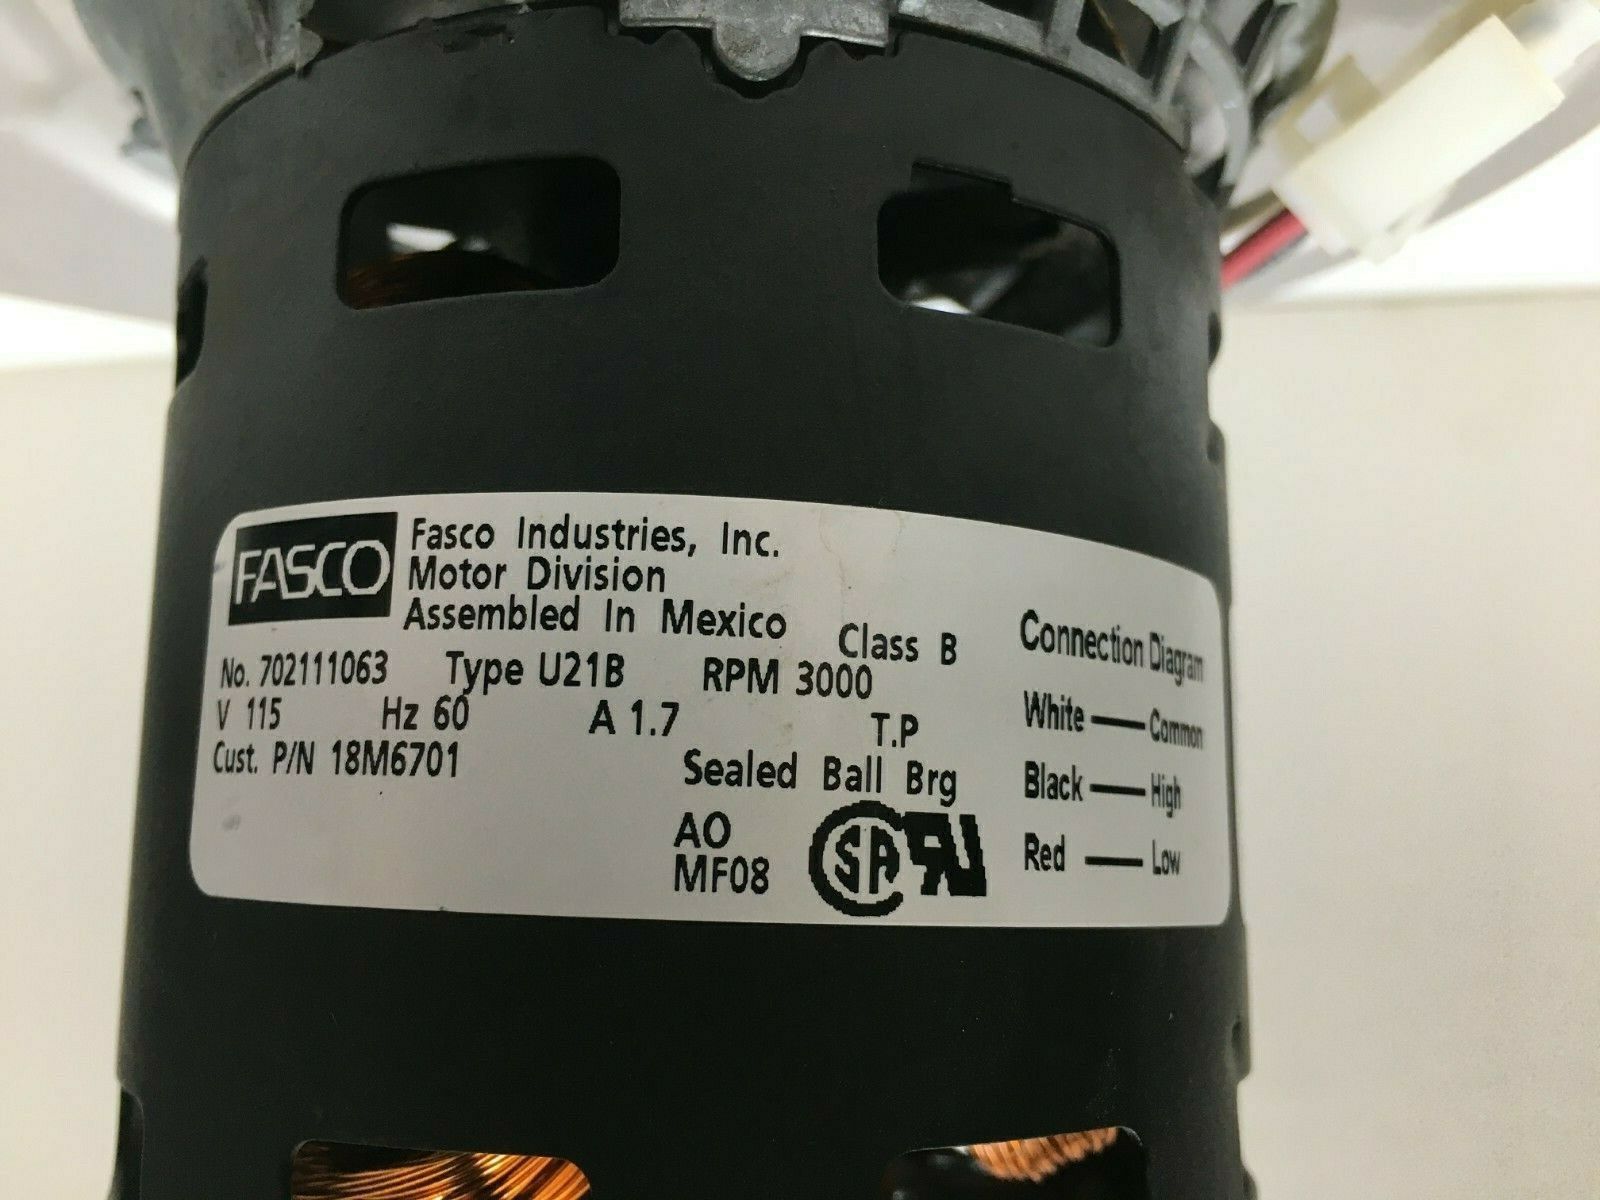 FASCO
Fasco Industries, Inc.
Motor Division
Assembled In Mexico
Class B
No. 702111063 Type U21B RPM 3000
V 115 Hz 60 A 1.7 T.P
Cust. P/N 18M6701
Sealed Ball Brg
AO
MF08
SA
Connection Diagram
White — Common
Black — High
Red — Low